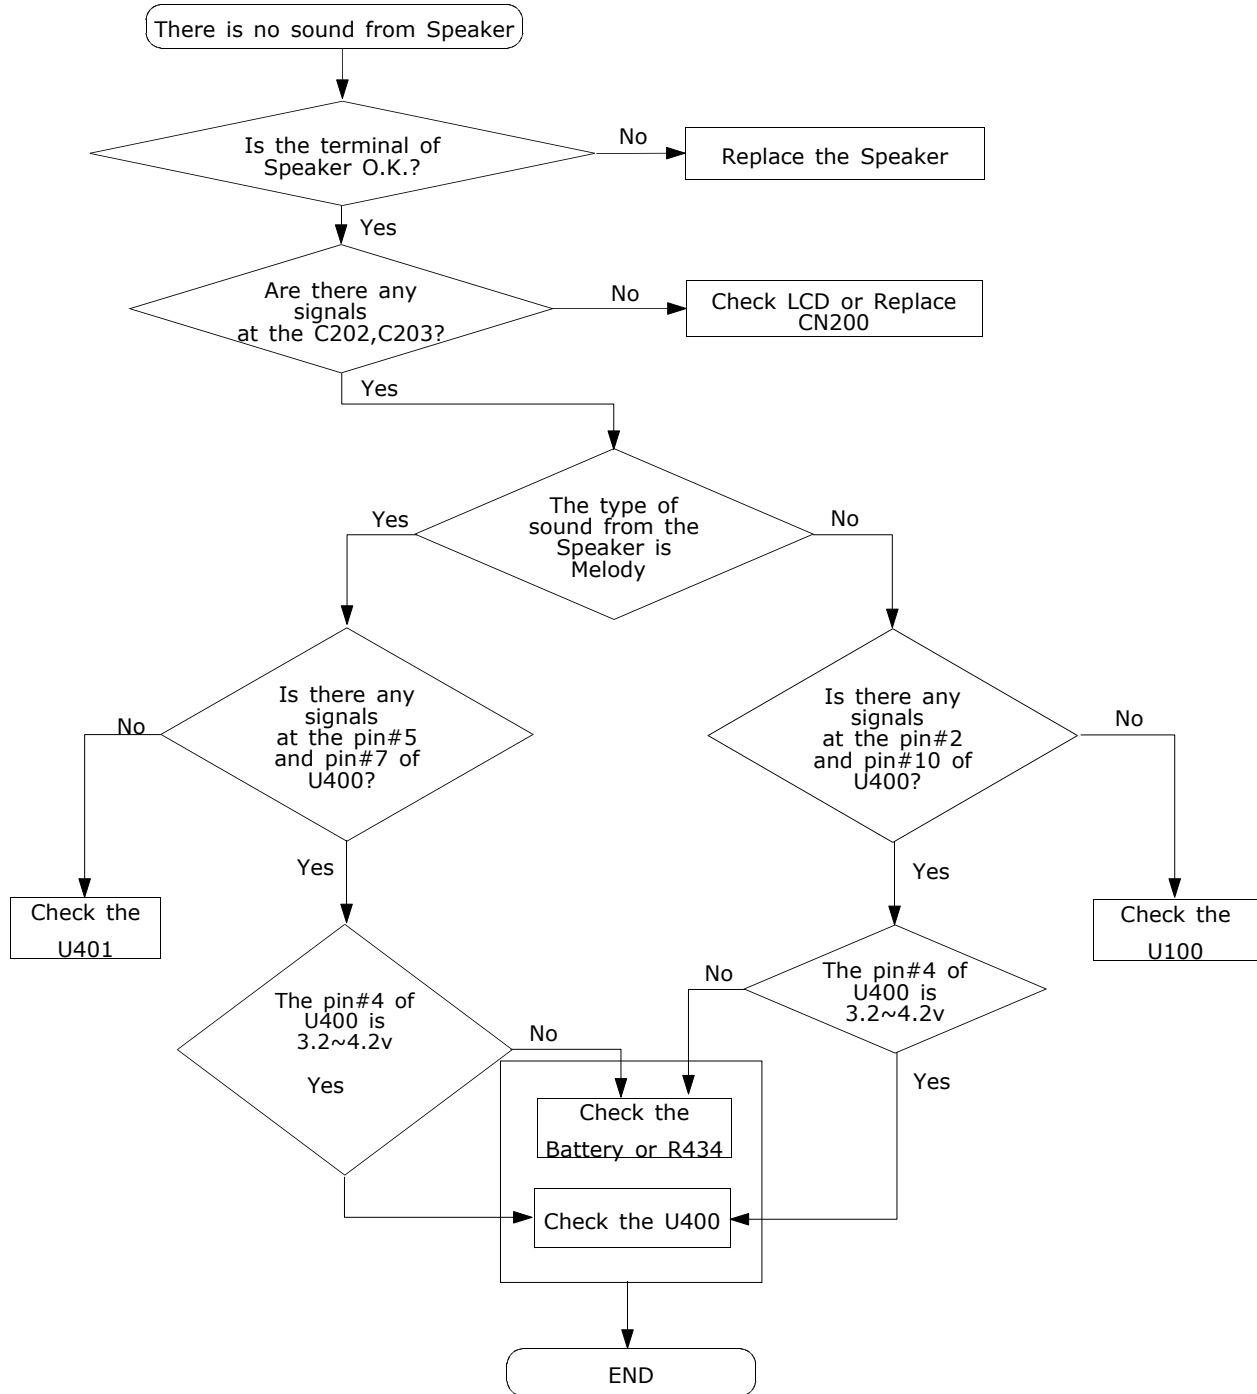 There is no sound from Speaker
Is the terminal of
Speaker O.K.?
No
Replace the Speaker
Yes
Are there any
signals
at the C202,C203?
No
Check LCD or Replace
CN200
Yes
The type of
sound from the
Speaker is
Melody
Yes
No
Is there any
signals
at the pin#5
and pin#7 of
U400?
No
Yes
Is there any
signals
at the pin#2
and pin#10 of
U400?
No
Yes
Check the
U401
Check the
U100
The pin#4 of
U400 is
3.2~4.2v
No
Yes
The pin#4 of
U400 is
3.2~4.2v
No
Yes
Check the
Battery or R434
Check the U400
END